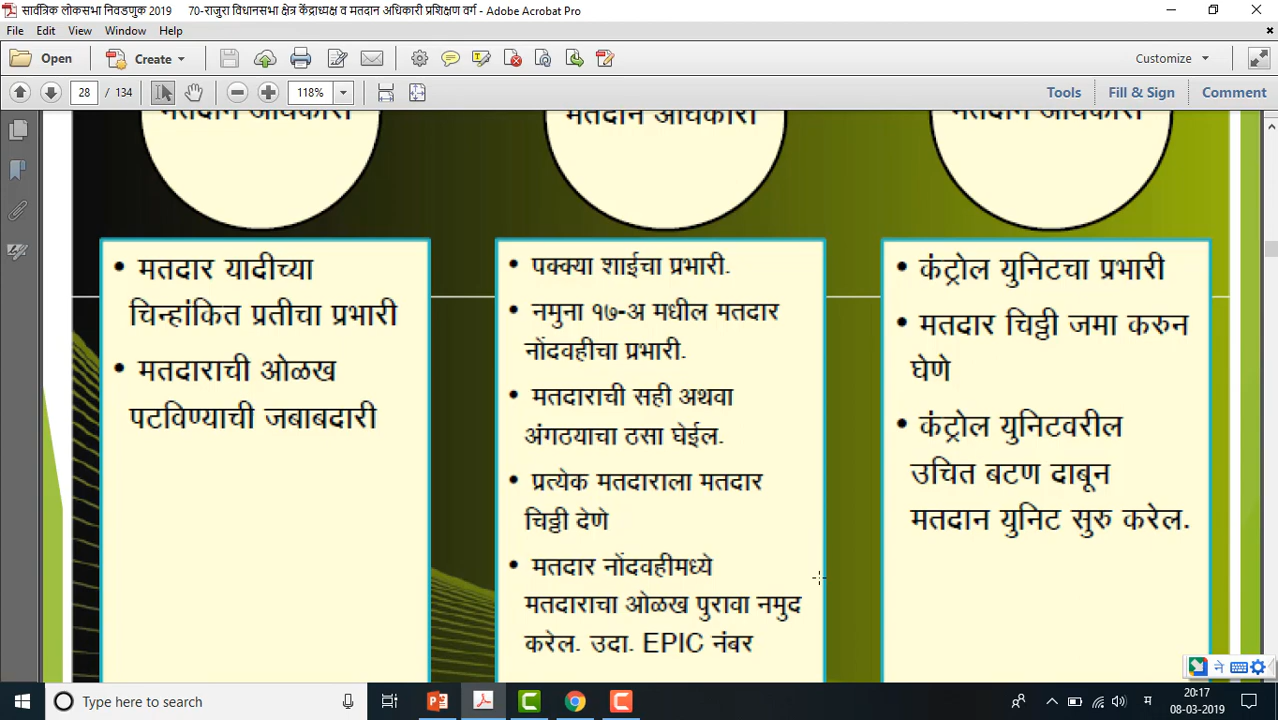 सार्वत्रिक लोकसभा निवडणुक 2019 70-राजुरा विधानसभा क्षेत्र केंद्राध्यक्ष व मतदान अधिकारी प्रशिक्षण वर्ग - Adobe Acrobat Pro
File Edit View Window Help
Open Create Customize
28 / 134 118% Tools Fill & Sign Comment
मतदान अधिकारी
मतदान अधिकारी
मतदान अधिकारी
• मतदार यादीच्या
चिन्हांकित प्रतीचा प्रभारी
• मतदाराची ओळख
पटविण्याची जबाबदारी
• पक्क्या शाईचा प्रभारी.
• नमुना १७-अ मधील मतदार
नोंदवहीचा प्रभारी.
• मतदाराची सही अथवा
अंगठयाचा ठसा घेईल.
• प्रत्येक मतदाराला मतदार
चिठ्ठी देणे
• मतदार नोंदवहीमध्ये
मतदाराचा ओळख पुरावा नमुद
करेल. उदा. EPIC नंबर
• कंट्रोल युनिटचा प्रभारी
• मतदार चिठ्ठी जमा करुन
घेणे
• कंट्रोल युनिटवरील
उचित बटण दाबून
मतदान युनिट सुरु करेल.
ने
Type here to search
म
20:17
08-03-2019